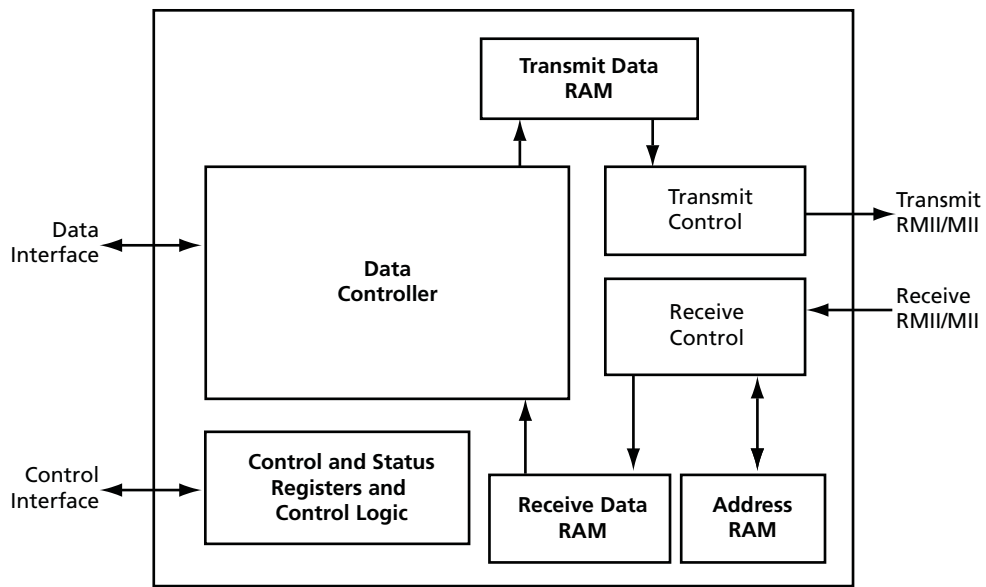 Transmit Data
RAM
Transmit
Control
Transmit
RMII/MII
Data
Interface
Data
Controller
Receive
Control
Receive
RMII/MII
Control
Interface
Control and Status
Registers and
Control Logic
Receive Data
RAM
Address
RAM